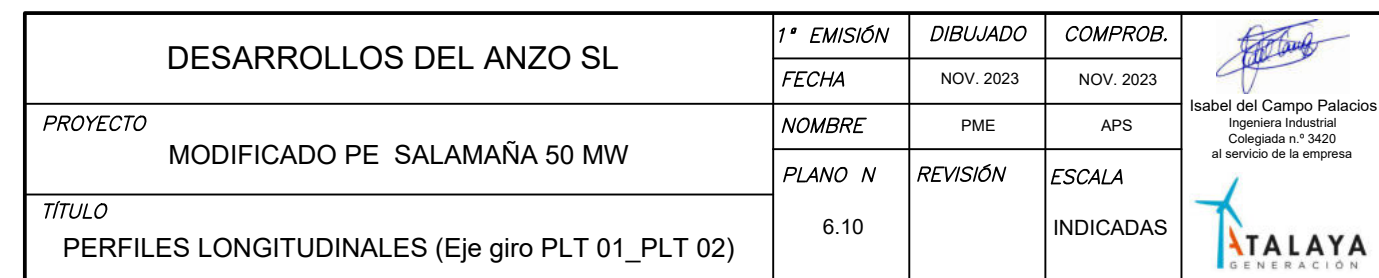 DESARROLLOS DEL ANZO SL
1ª EMISIÓN DIBUJADO COMPROB.
FECHA NOV. 2023 NOV. 2023
PROYECTO
MODIFICADO PE SALAMAÑA 50 MW
NOMBRE PME APS
PLANO N REVISIÓN ESCALA
6.10 INDICADAS
TÍTULO
PERFILES LONGITUDINALES (Eje giro PLT 01_PLT 02)
Isabel del Campo Palacios
Ingeniera Industrial
Colegiada n.º 3420
al servicio de la empresa
ATALAYA
GENERACIÓN